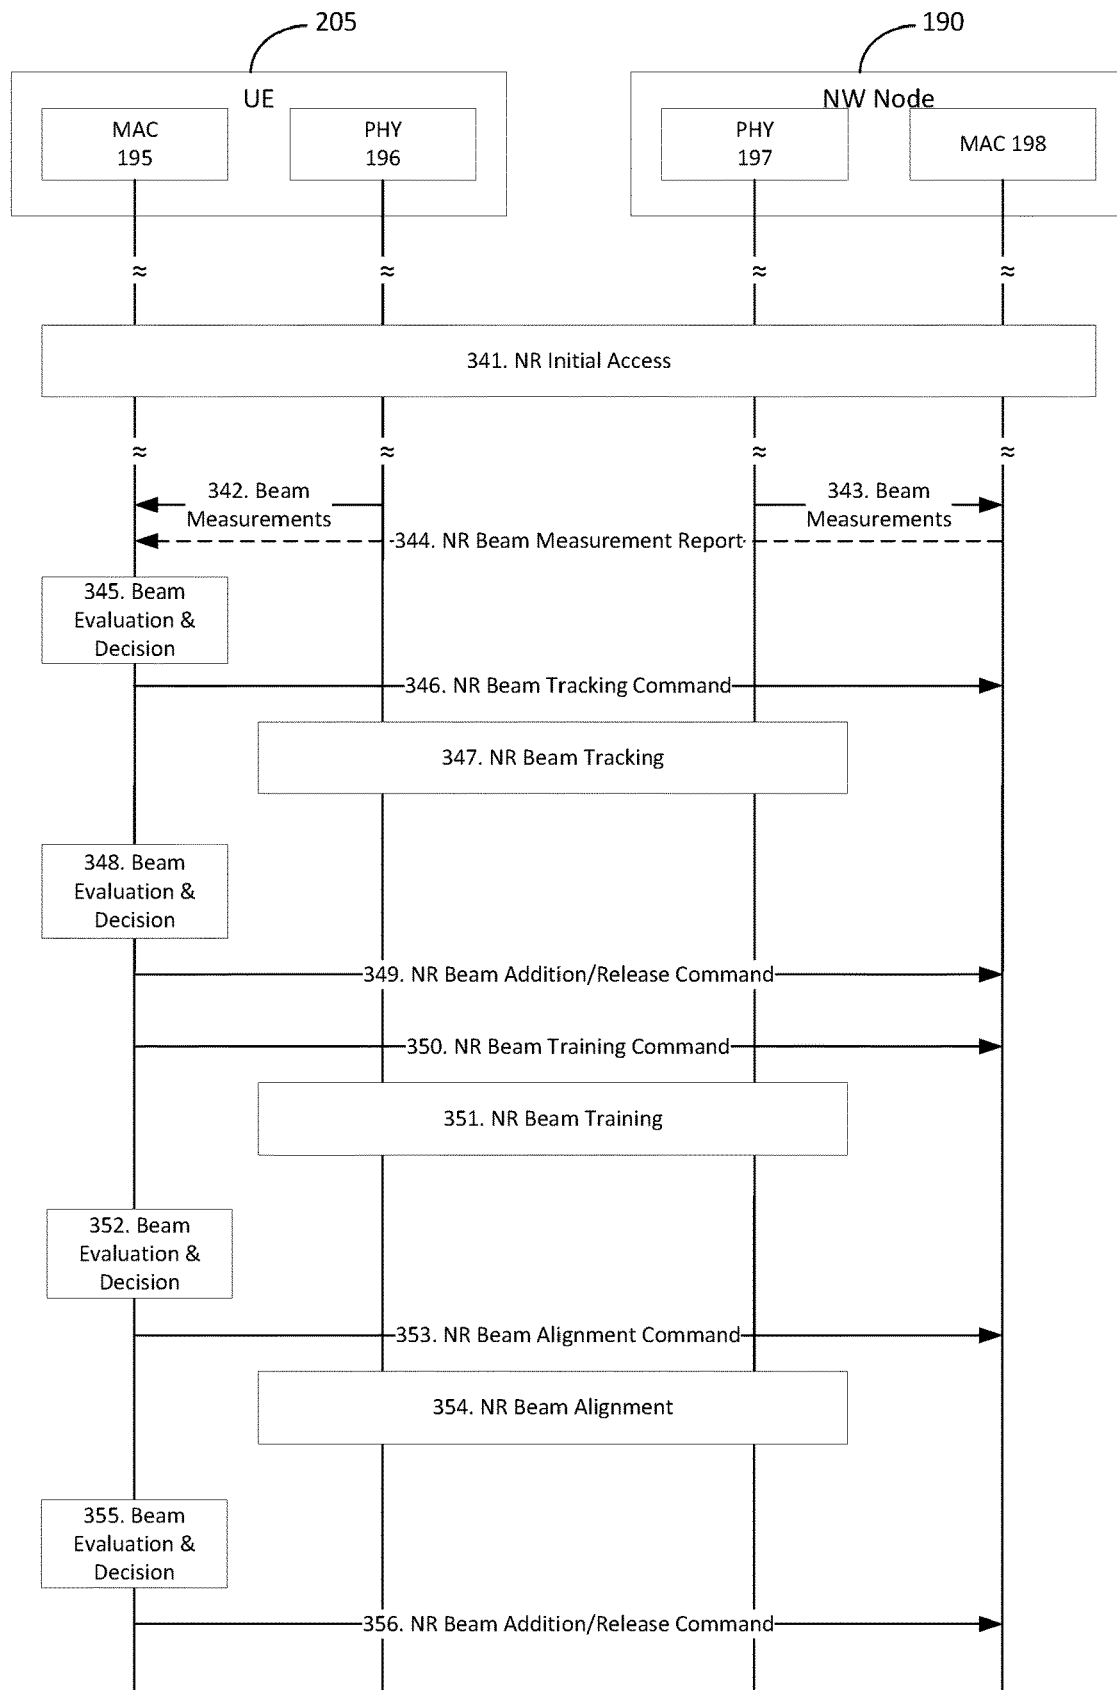 205
190
UE
NW Node
MAC
195
PHY
196
PHY
197
MAC 198
≈ ≈ ≈ ≈
341. NR Initial Access
≈ ≈ ≈ ≈
342. Beam
Measurements
343. Beam
Measurements
344. NR Beam Measurement Report
345. Beam
Evaluation &
Decision
346. NR Beam Tracking Command
347. NR Beam Tracking
348. Beam
Evaluation &
Decision
349. NR Beam Addition/Release Command
350. NR Beam Training Command
351. NR Beam Training
352. Beam
Evaluation &
Decision
353. NR Beam Alignment Command
354. NR Beam Alignment
355. Beam
Evaluation &
Decision
356. NR Beam Addition/Release Command